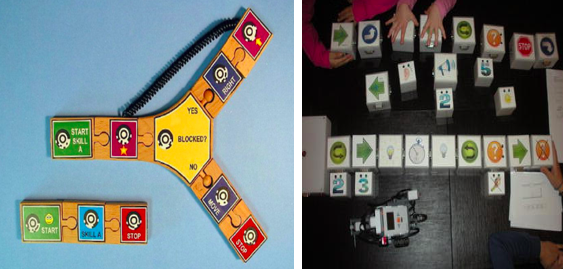 YES
RIGHT
START
SKILL
A
BLOCKED?
NO
MOVE
STOP
START
SKILL A
STOP
STOP
5
2
2
3